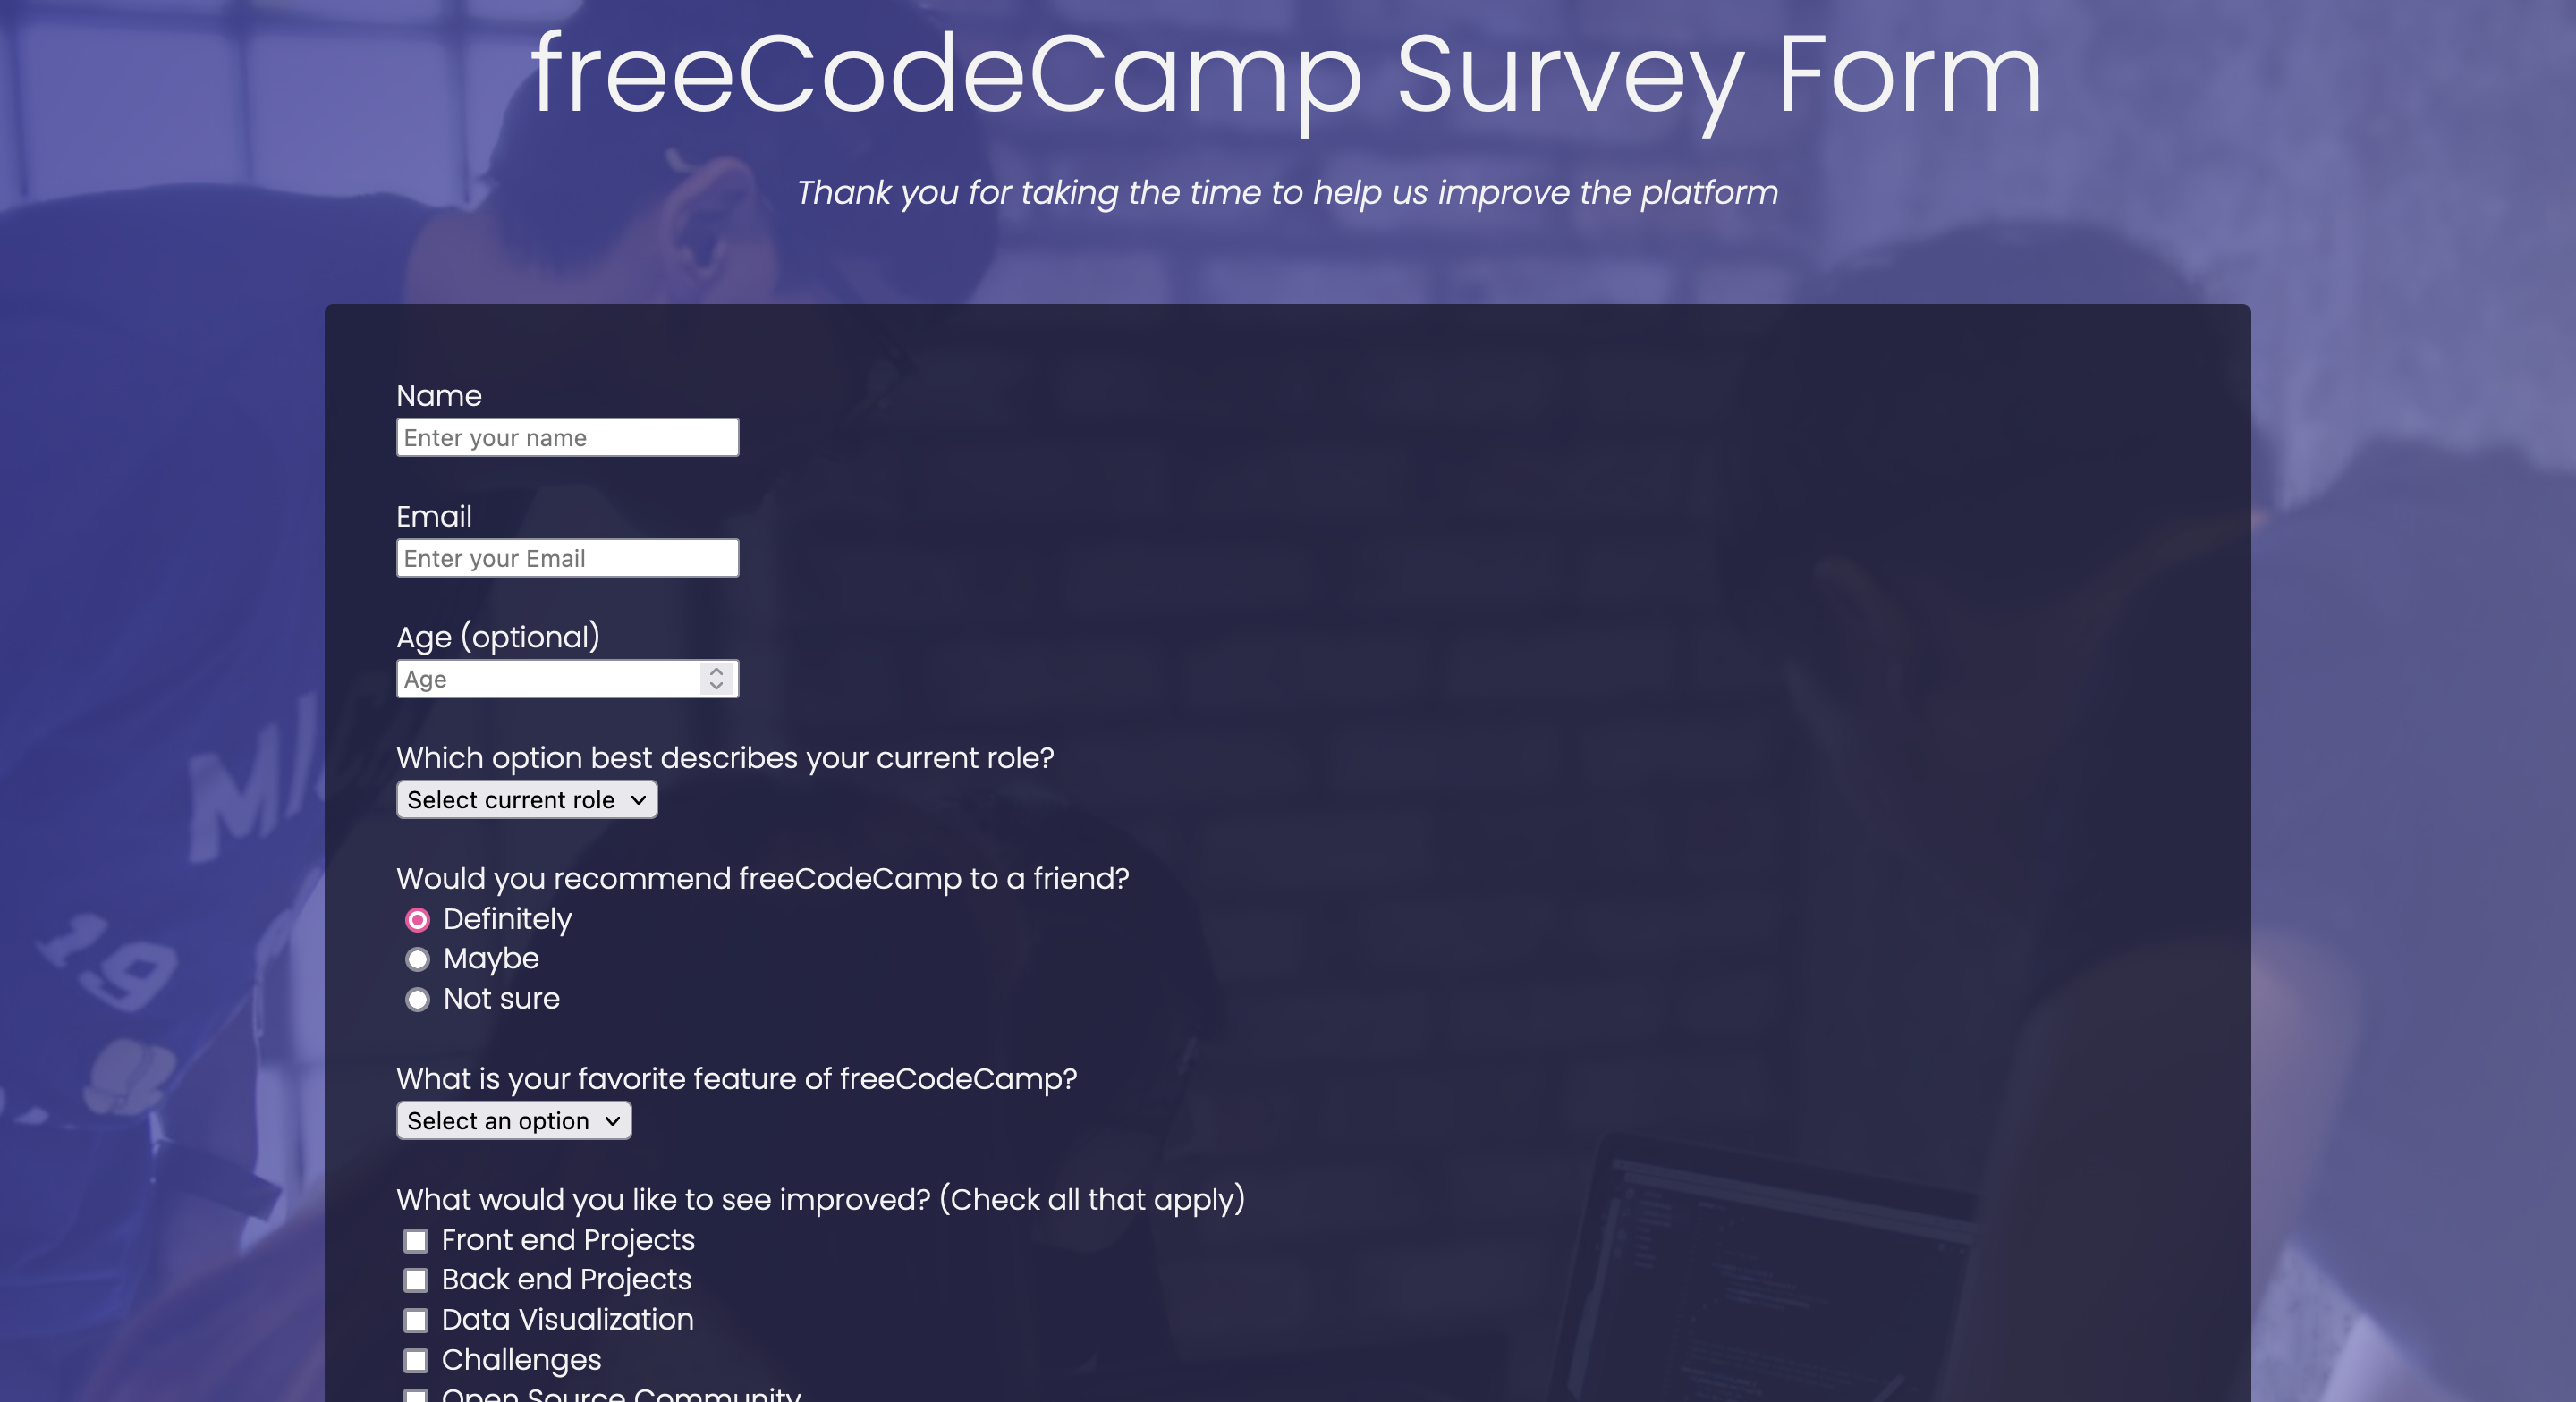 freeCodeCamp Survey Form
Thank you for taking the time to help us improve the platform
Name
Enter your name
Email
Enter your Email
Age (optional)
Age
Which option best describes your current role?
Select current role
Would you recommend freeCodeCamp to a friend?
Definitely
Maybe
Not sure
What is your favorite feature of freeCodeCamp?
Select an option
What would you like to see improved? (Check all that apply)
Front end Projects
Back end Projects
Data Visualization
Challenges
Open Source Community
19